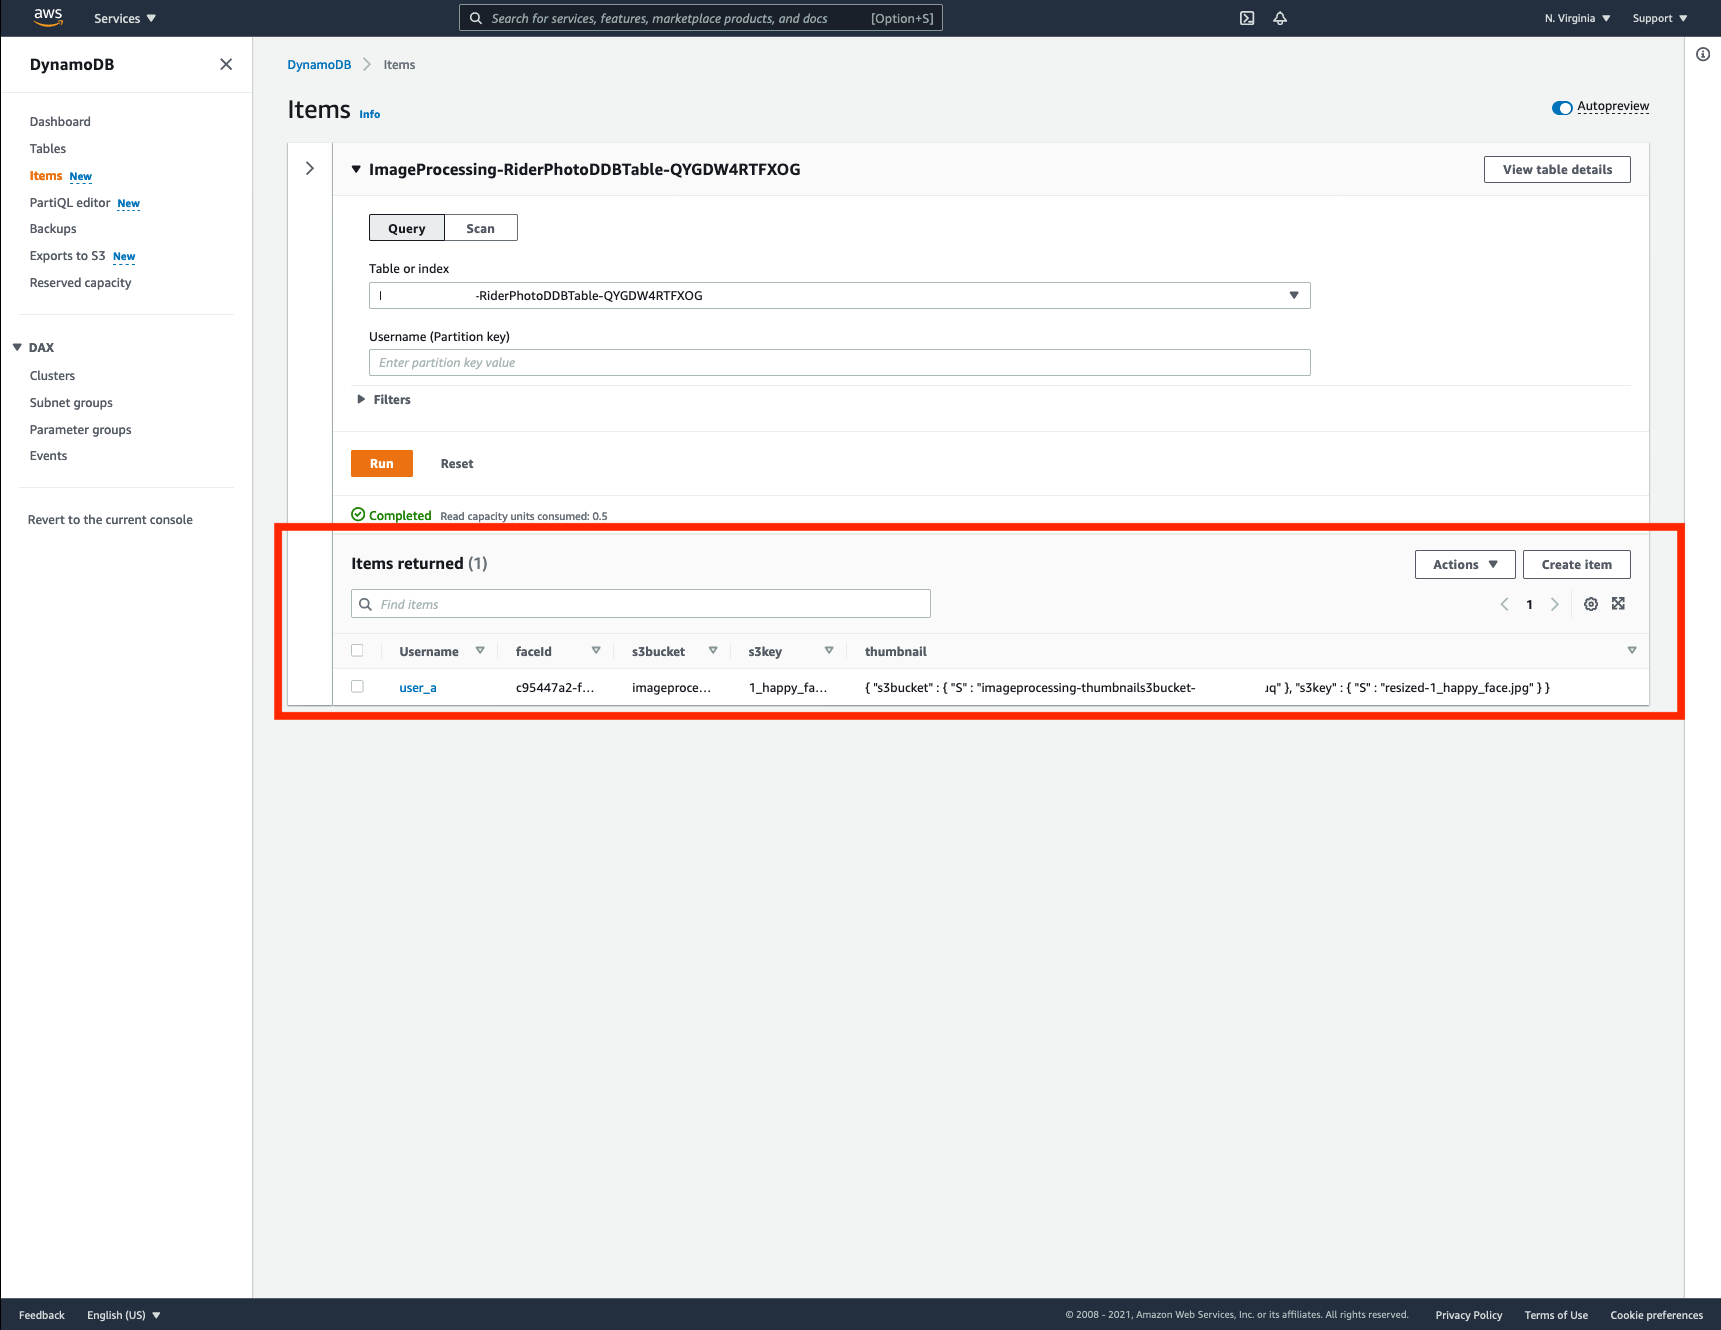 aws Services Search for services, features, marketplace products, and docs [Option+S] N. Virginia Support
DynamoDB
Dashboard
Tables
Items New
PartiQL editor New
Backups
Exports to S3 New
Reserved capacity
DAX
Clusters
Subnet groups
Parameter groups
Events
Revert to the current console
DynamoDB Items
Items Info
Autopreview
ImageProcessing-RiderPhotoDDBTable-QYGDW4RTFXOG
View table details
Query Scan
Table or index
-RiderPhotoDDBTable-QYGDW4RTFXOG
Username (Partition key)
Enter partition key value
Filters
Run Reset
Completed Read capacity units consumed: 0.5
Items returned (1)
Actions Create item
Find items
1
Username faceId s3bucket s3key thumbnail
user_a c95447a2-f... imageproce... 1_happy_fa... { "s3bucket" : { "S" : "imageprocessing-thumbnails3bucket- q" }, "s3key" : { "S" : "resized-1_happy_face.jpg" } }
Feedback English (US) © 2008 - 2021, Amazon Web Services, Inc. or its affiliates. All rights reserved. Privacy Policy Terms of Use Cookie preferences